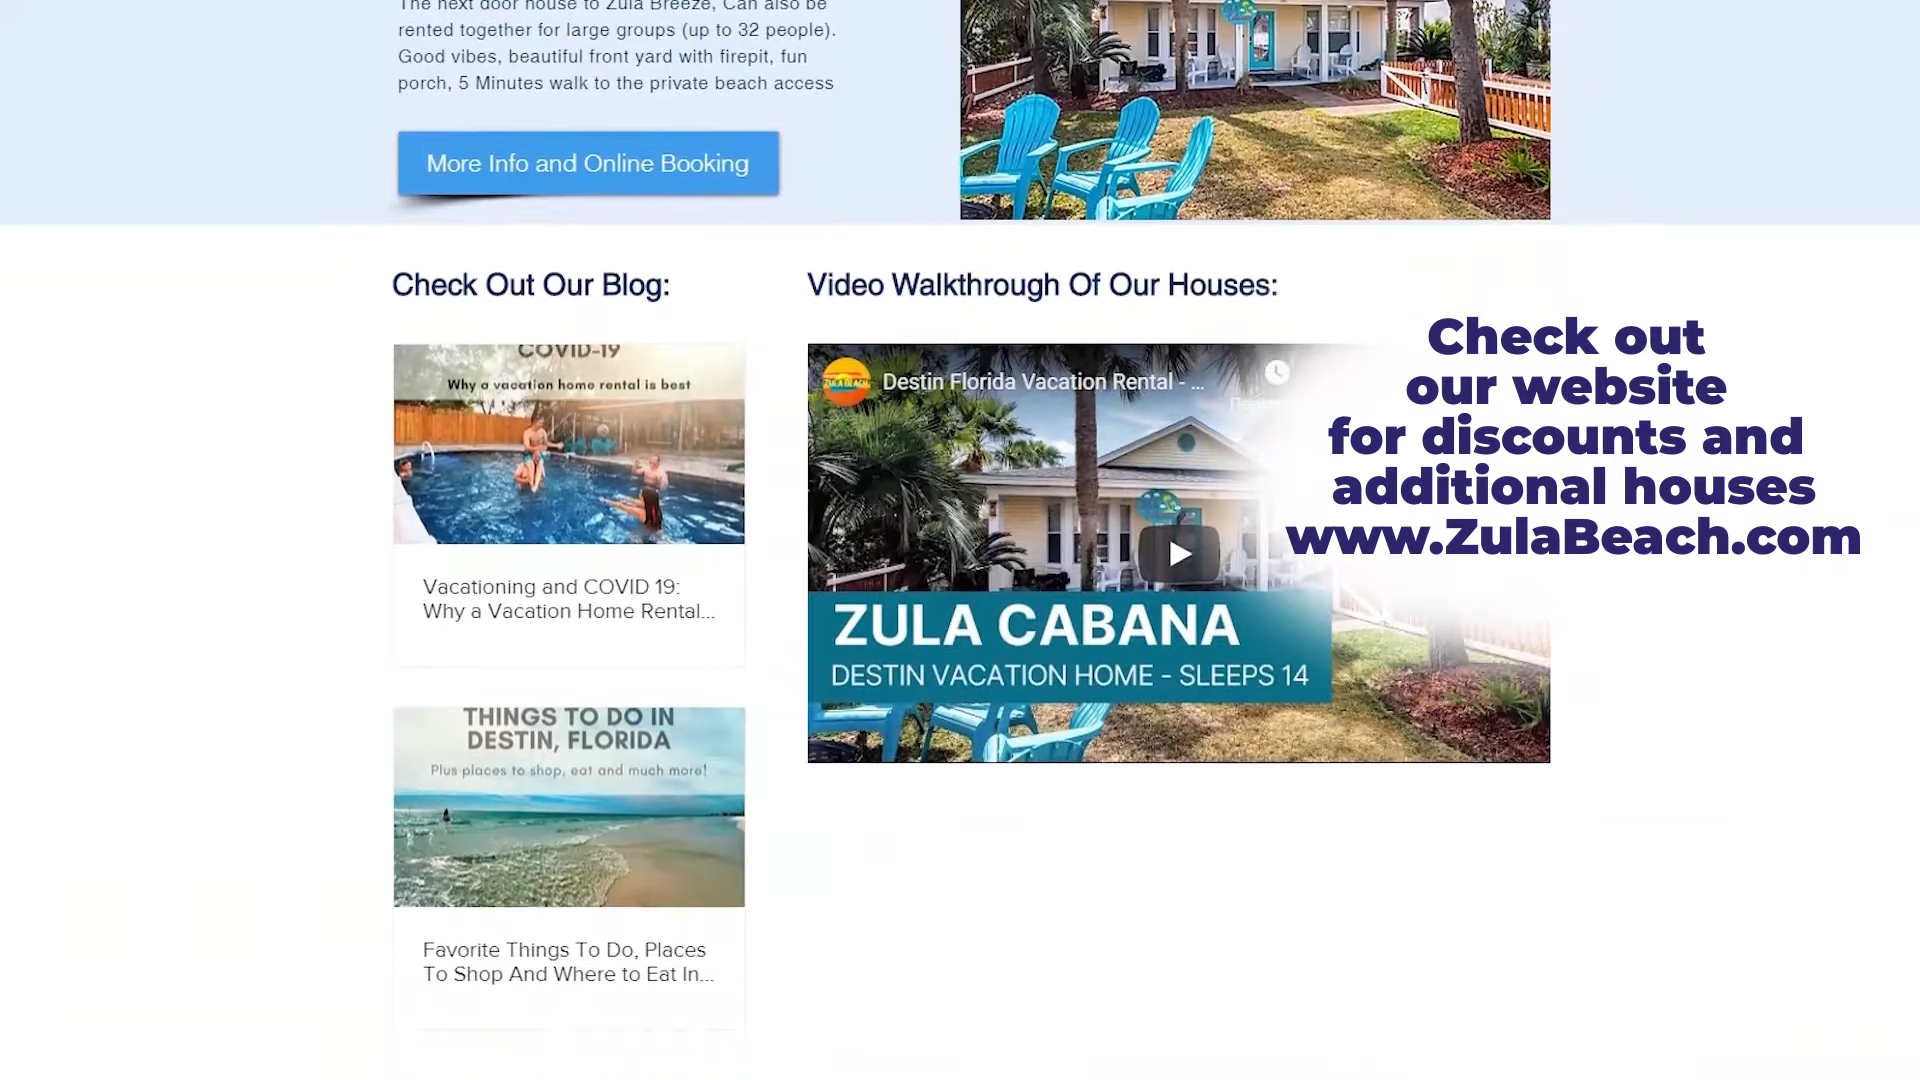 The next door house to Zula Breeze, Can also be
rented together for large groups (up to 32 people).
Good vibes, beautiful front yard with firepit, fun
porch, 5 Minutes walk to the private beach access
More Info and Online Booking
Check Out Our Blog:
COVID-19
Why a vacation home rental is best
Vacationing and COVID 19:
Why a Vacation Home Rental...
THINGS TO DO IN
DESTIN, FLORIDA
Plus places to shop, eat and much more!
Favorite Things To Do, Places
To Shop And Where to Eat In...
Video Walkthrough Of Our Houses:
ZULA BEACH
Destin Florida Vacation Rental - ...
ZULA CABANA
DESTIN VACATION HOME - SLEEPS 14
Check out
our website
for discounts and
additional houses
www.ZulaBeach.com